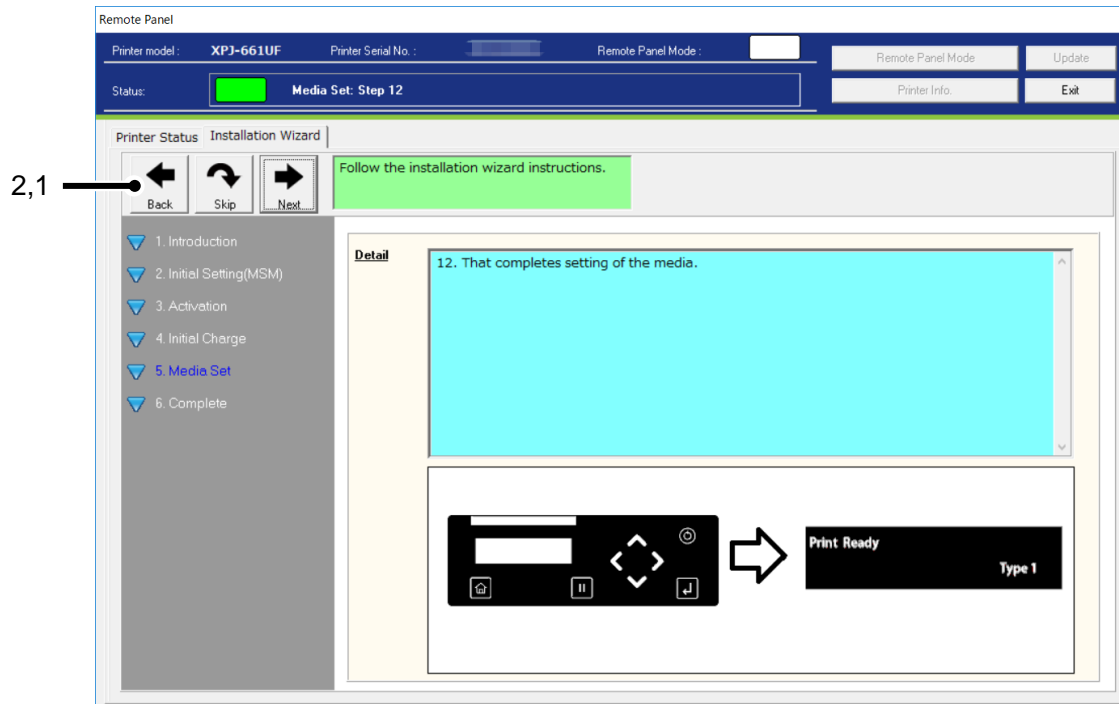 Remote Panel
Printer model : XPJ-661UF Printer Serial No. : Remote Panel Mode :
Remote Panel Mode Update
Status: Media Set: Step 12
Printer Info. Exit
Printer Status Installation Wizard
2,1
Back Skip Next
Follow the installation wizard instructions.
1. Introduction
2. Initial Setting(MSM)
3. Activation
4. Initial Charge
5. Media Set
6. Complete
Detail
12. That completes setting of the media.
Print Ready
Type 1